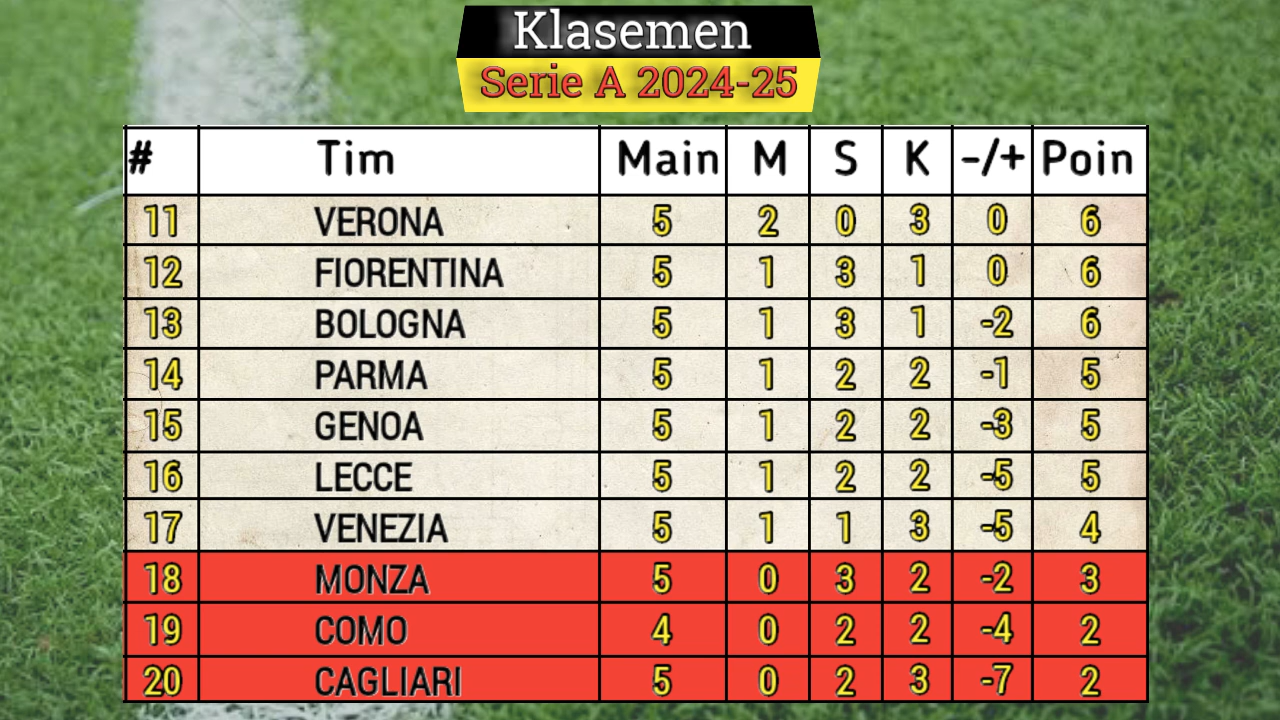 Klasemen
Serie A 2024-25
# Tim Main M S K -/+ Poin
11 VERONA 5 2 0 3 0 6
12 FIORENTINA 5 1 3 1 0 6
13 BOLOGNA 5 1 3 1 -2 6
14 PARMA 5 1 2 2 -1 5
15 GENOA 5 1 2 2 -3 5
16 LECCE 5 1 2 2 -5 5
17 VENEZIA 5 1 1 3 -5 4
18 MONZA 5 0 3 2 -2 3
19 COMO 4 0 2 2 -4 2
20 CAGLIARI 5 0 2 3 -7 2